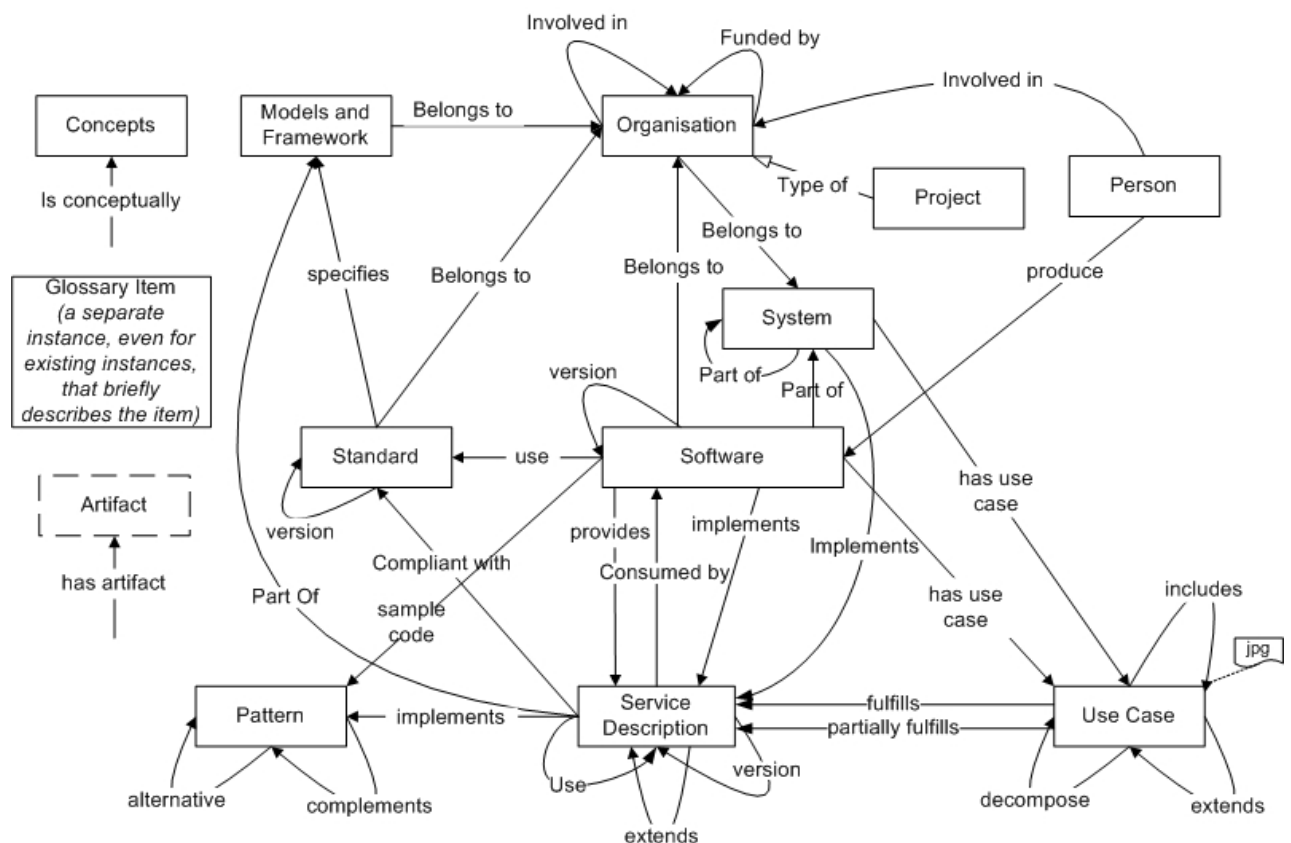 Involved in
Funded by
Involved in
Concepts
Models and
Framework
Belongs to
Organisation
Type of
Project
Person
Is conceptually
Belongs to
produce
specifies
Belongs to
Belongs to
Glossary Item
(a separate
instance, even for
existing instances,
that briefly
describes the item)
System
Part of
Part of
version
Standard
use
Software
has use
case
Artifact
version
provides
implements
Implements
Compliant with
Consumed by
has artifact
Part Of
sample
code
has use
case
includes
jpg
Pattern
implements
Service
Description
fulfills
partially fulfills
Use Case
alternative
complements
Use
version
extends
decompose
extends